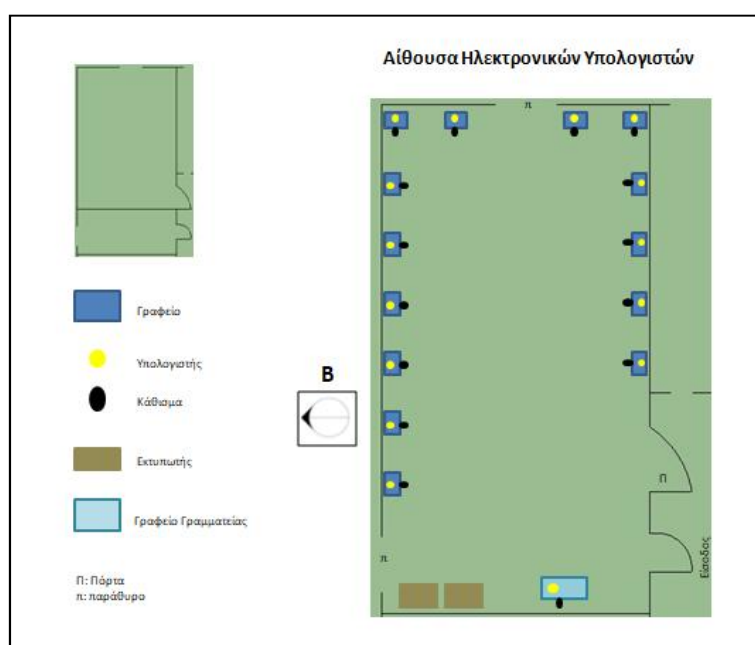 Αίθουσα Ηλεκτρονικών Υπολογιστών
π
Γραφείο
Υπολογιστής
Κάθισμα
Β
Εκτυπωτής
Γραφείο Γραμματείας
Π
Είσοδος
π
Π: Πόρτα
π: παράθυρο